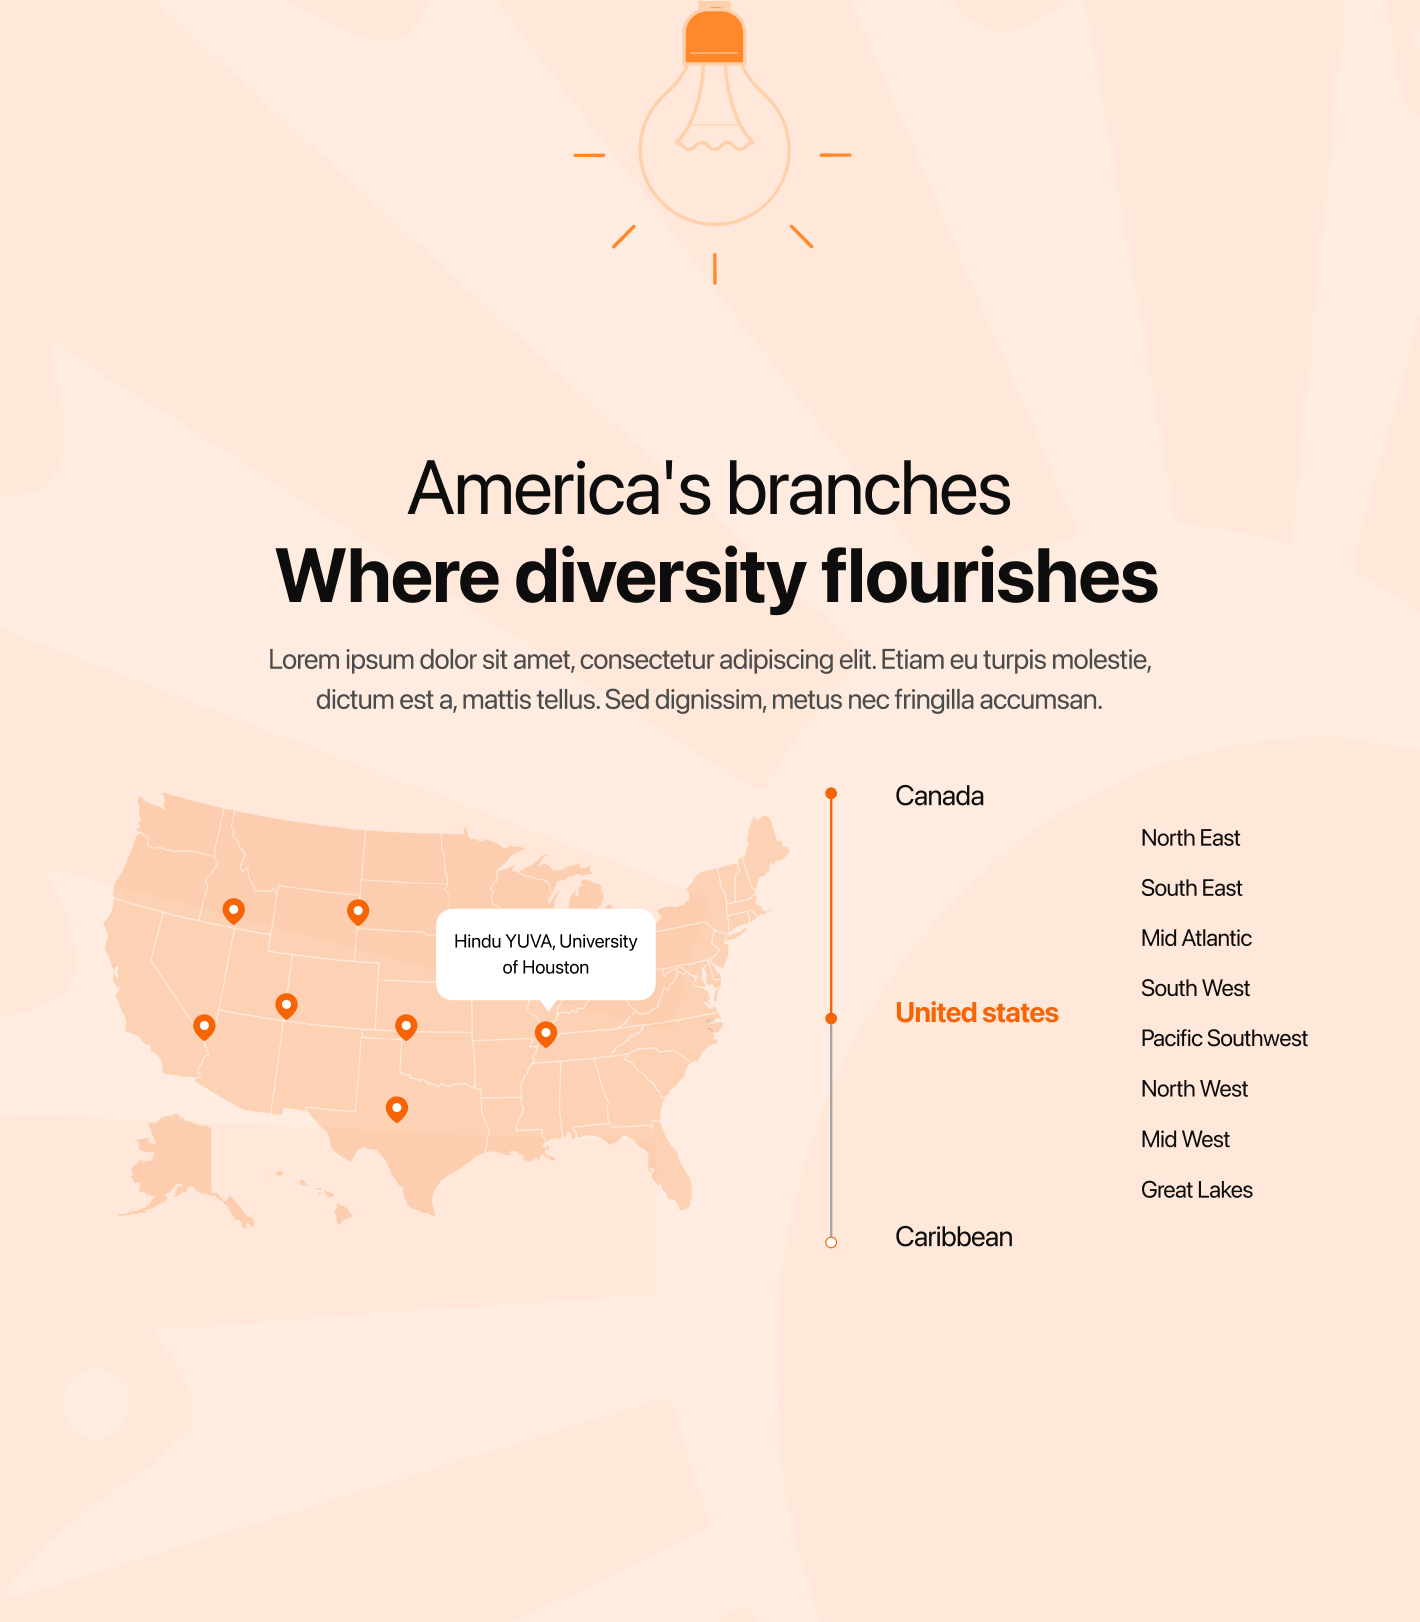 America's branches
Where diversity flourishes
Lorem ipsum dolor sit amet, consectetur adipiscing elit. Etiam eu turpis molestie,
dictum est a, mattis tellus. Sed dignissim, metus nec fringilla accumsan.
Hindu YUVA, University
of Houston
Canada
United states
Caribbean
North East
South East
Mid Atlantic
South West
Pacific Southwest
North West
Mid West
Great Lakes